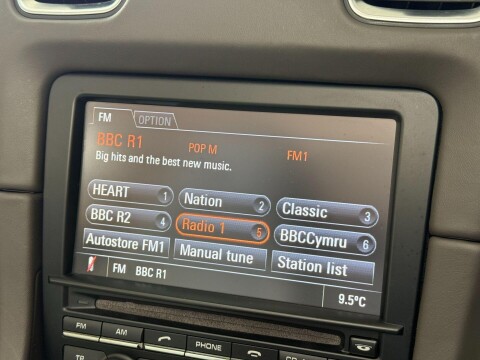 FM OPTION
BBC R1 POP M FM1
Big hits and the best new music.
HEART 1 Nation 2 Classic 3
BBC R2 4 Radio 1 5 BBCCymru 6
Autostore FM1 Manual tune Station list
FM BBC R1
9.5°C
FM AM PHONE
TP